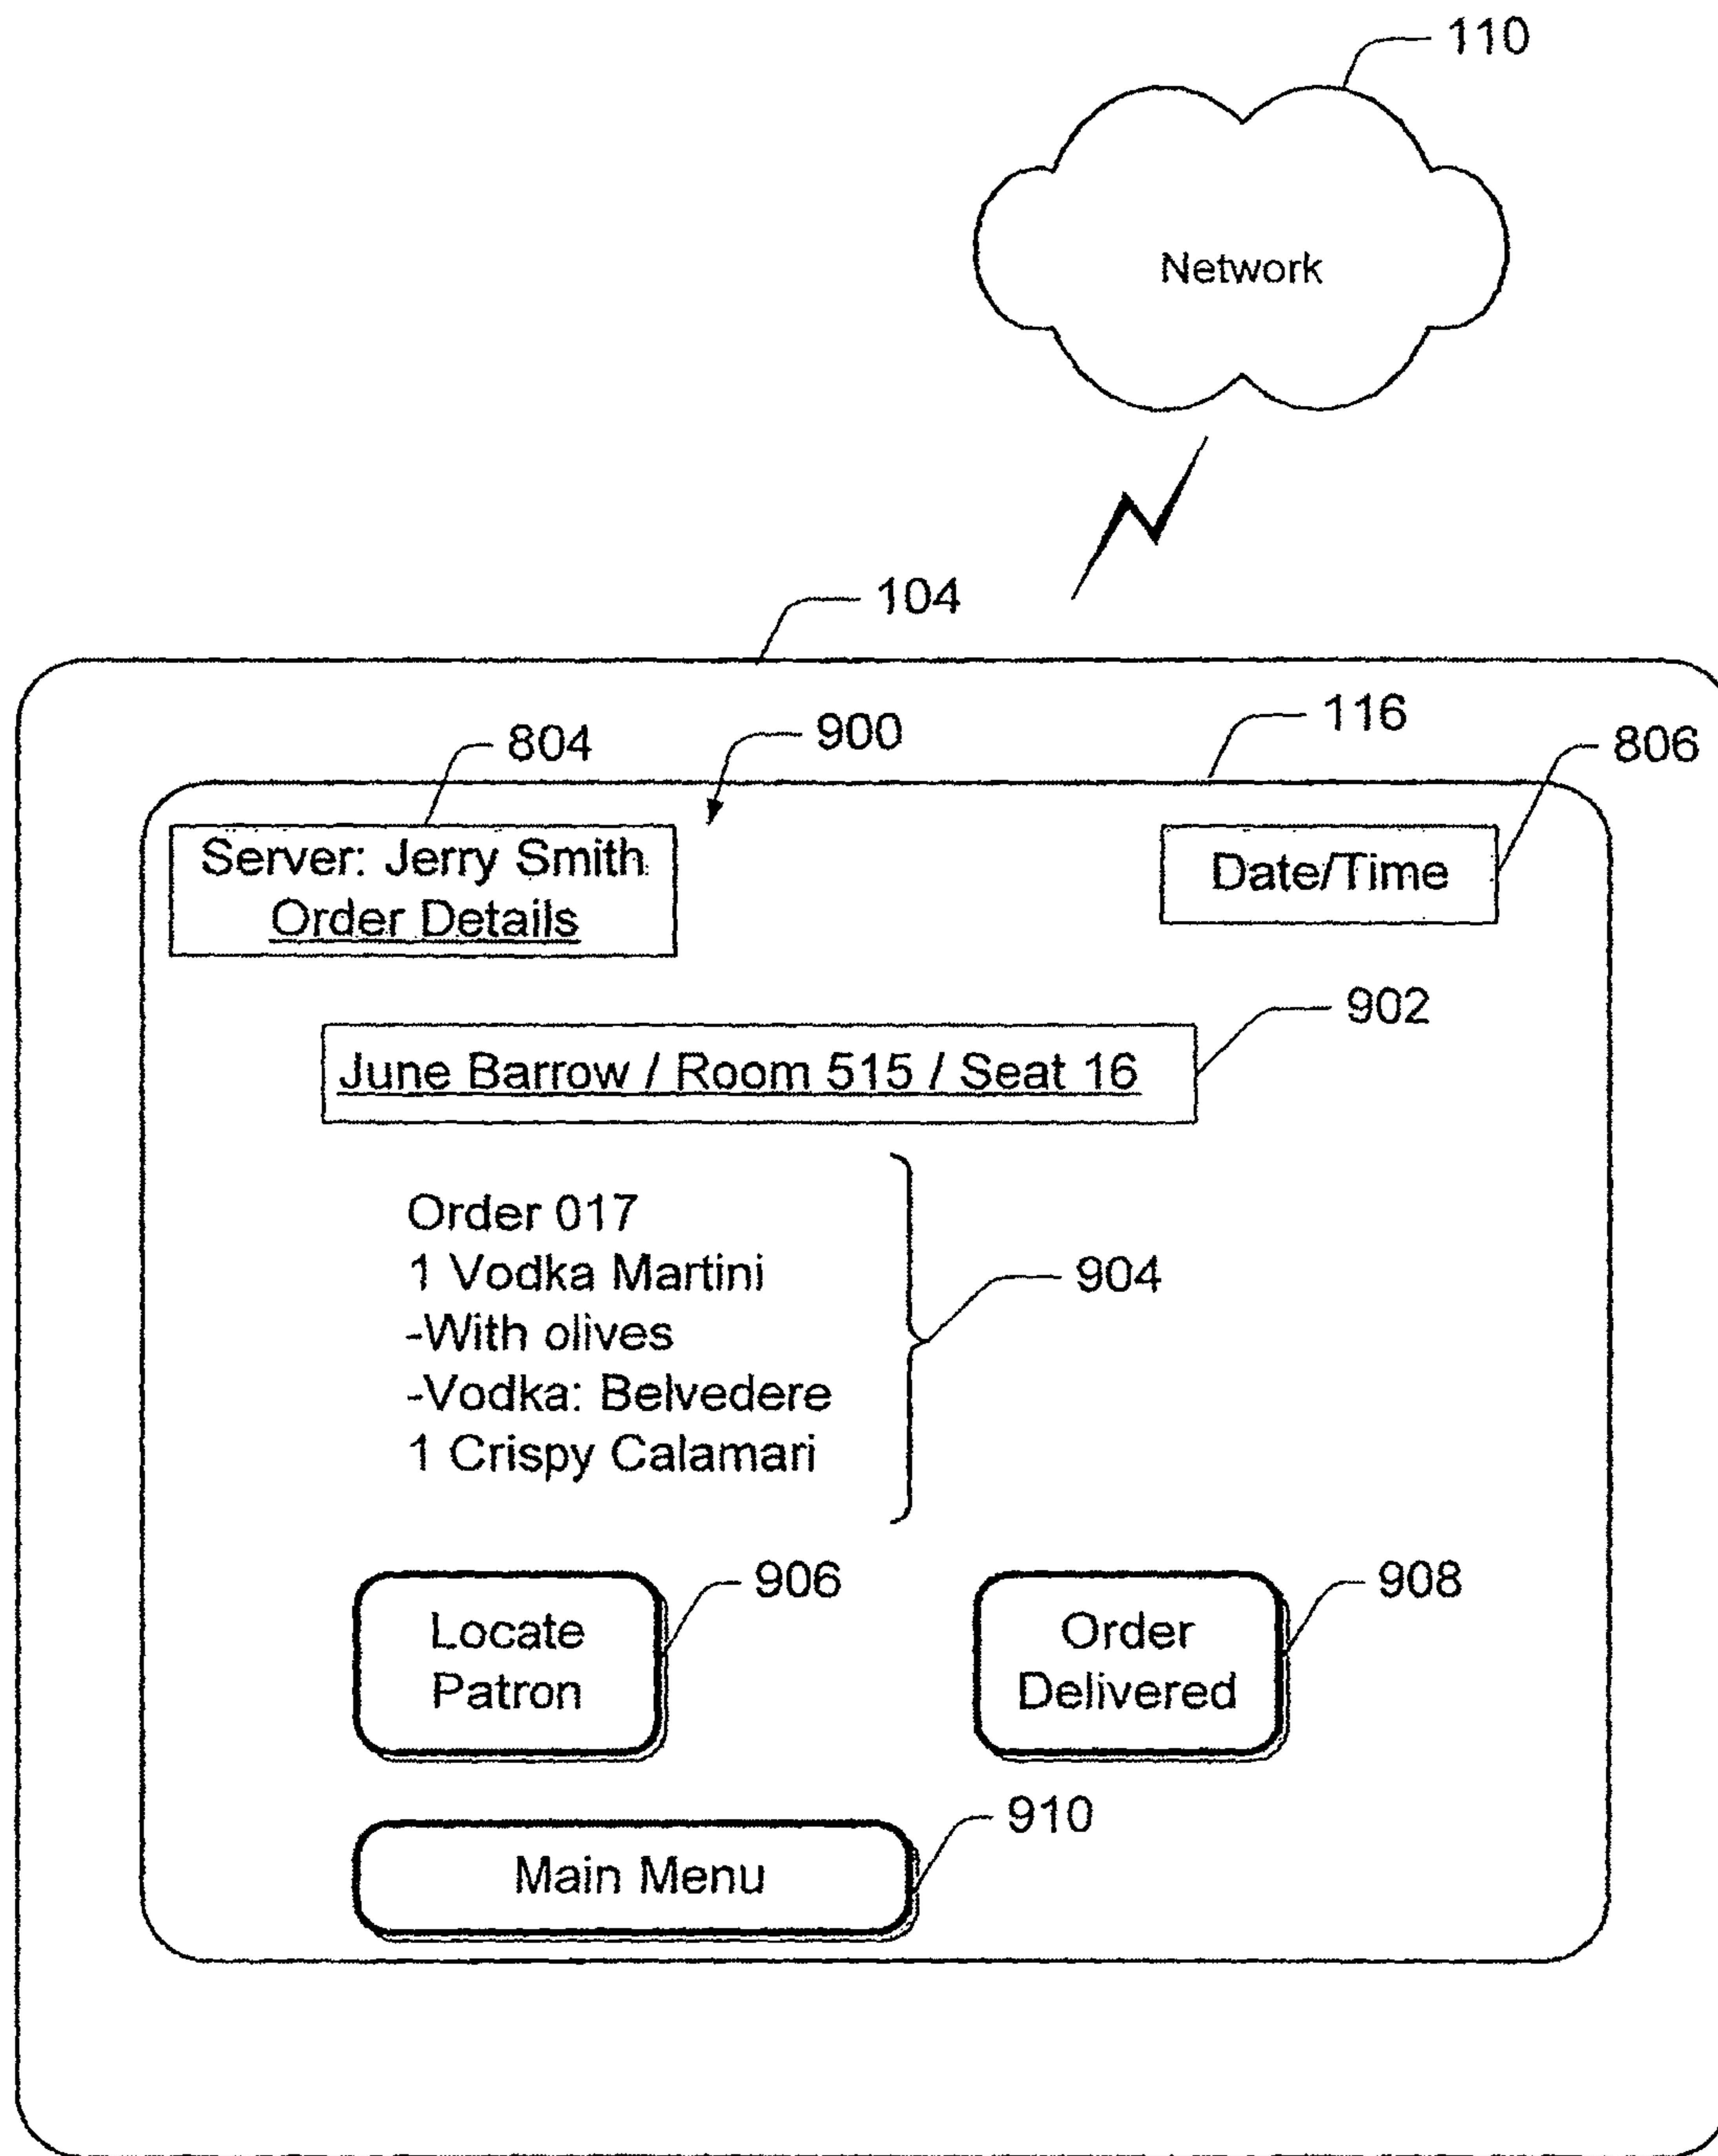 110
Network
104
804
900
116
806
Server: Jerry Smith
Order Details
Date/Time
902
June Barrow / Room 515 / Seat 16
Order 017
1 Vodka Martini
-With olives
-Vodka: Belvedere
1 Crispy Calamari
904
906
908
Locate
Patron
Order
Delivered
910
Main Menu